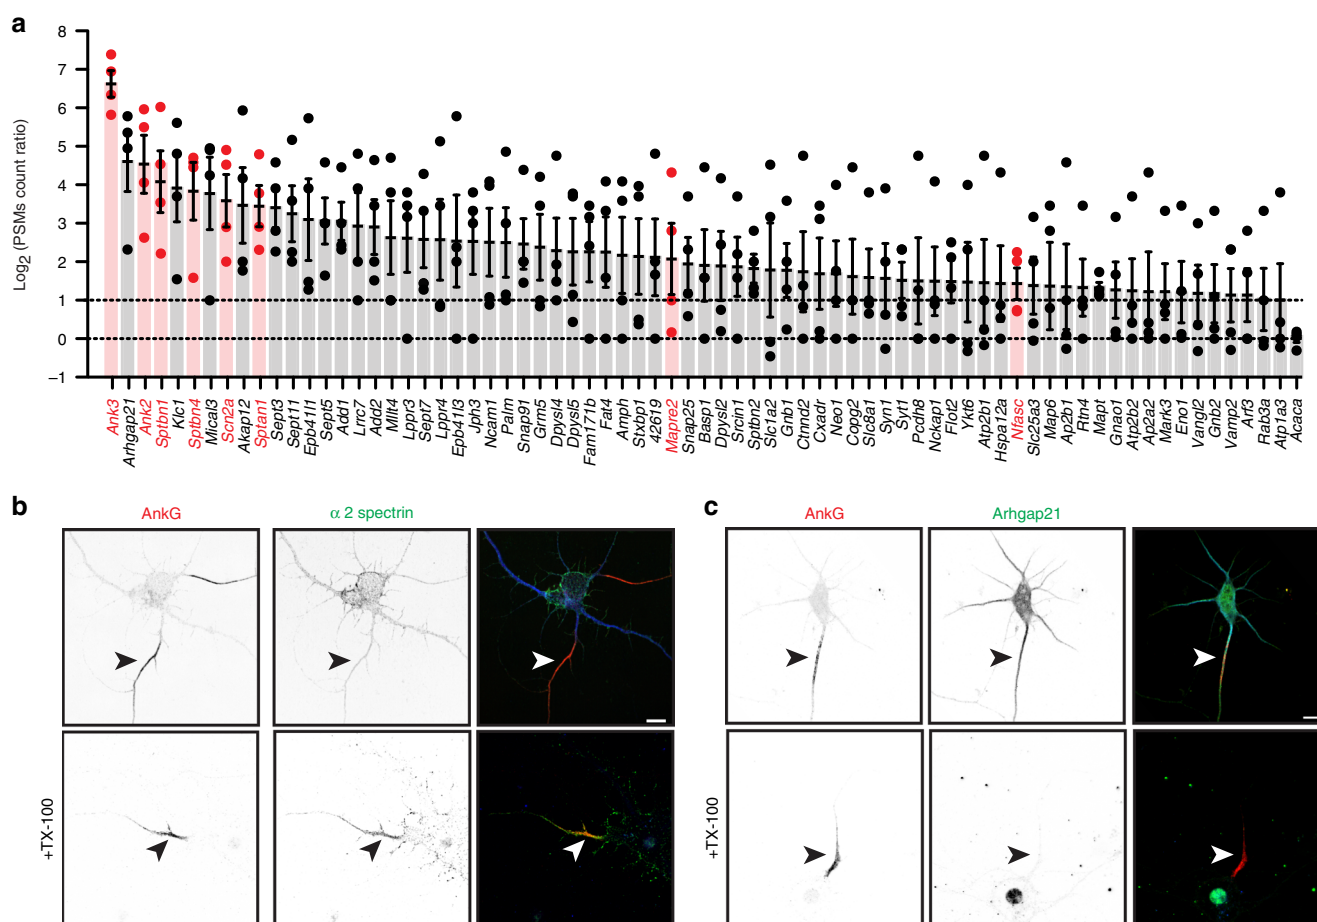 a
Log2 (PSMs count ratio)
8
7
6
5
4
3
2
1
0
–1
Ank3
Arhgap21
Ank2
Sptbn1
Klc1
Sptbn4
Mical3
Scn2a
Akap12
Sptan1
Sept3
Sept11
Epb41l1
Sept5
Add1
Lrrc7
Add2
Mllt4
Lppr3
Sept7
Lppr4
Epb41l3
Jph3
Ncam1
Palm
Snap91
Grm5
Dpysl4
Dpysl5
Fam171b
Fat4
Amph
Stxbp1
42619
Mapre2
Snap25
Basp1
Dpysl2
Srcin1
Sptbn2
Slc1a2
Gnb1
Ctnnd2
Cxadr
Neo1
Copg2
Slc8a1
Syn1
Syt1
Pcdh8
Nckap1
Flot2
Ykt6
Atp2b1
Hspa12a
Nfasc
Slc25a3
Map6
Ap2b1
Rtn4
Mapt
Gnao1
Atp2b2
Ap2a2
Mark3
Eno1
Vangl2
Gnb2
Vamp2
Arf3
Rab3a
Atp1a3
Acaca
b
AnkG
α 2 spectrin
+TX-100
c
AnkG
Arhgap21
+TX-100